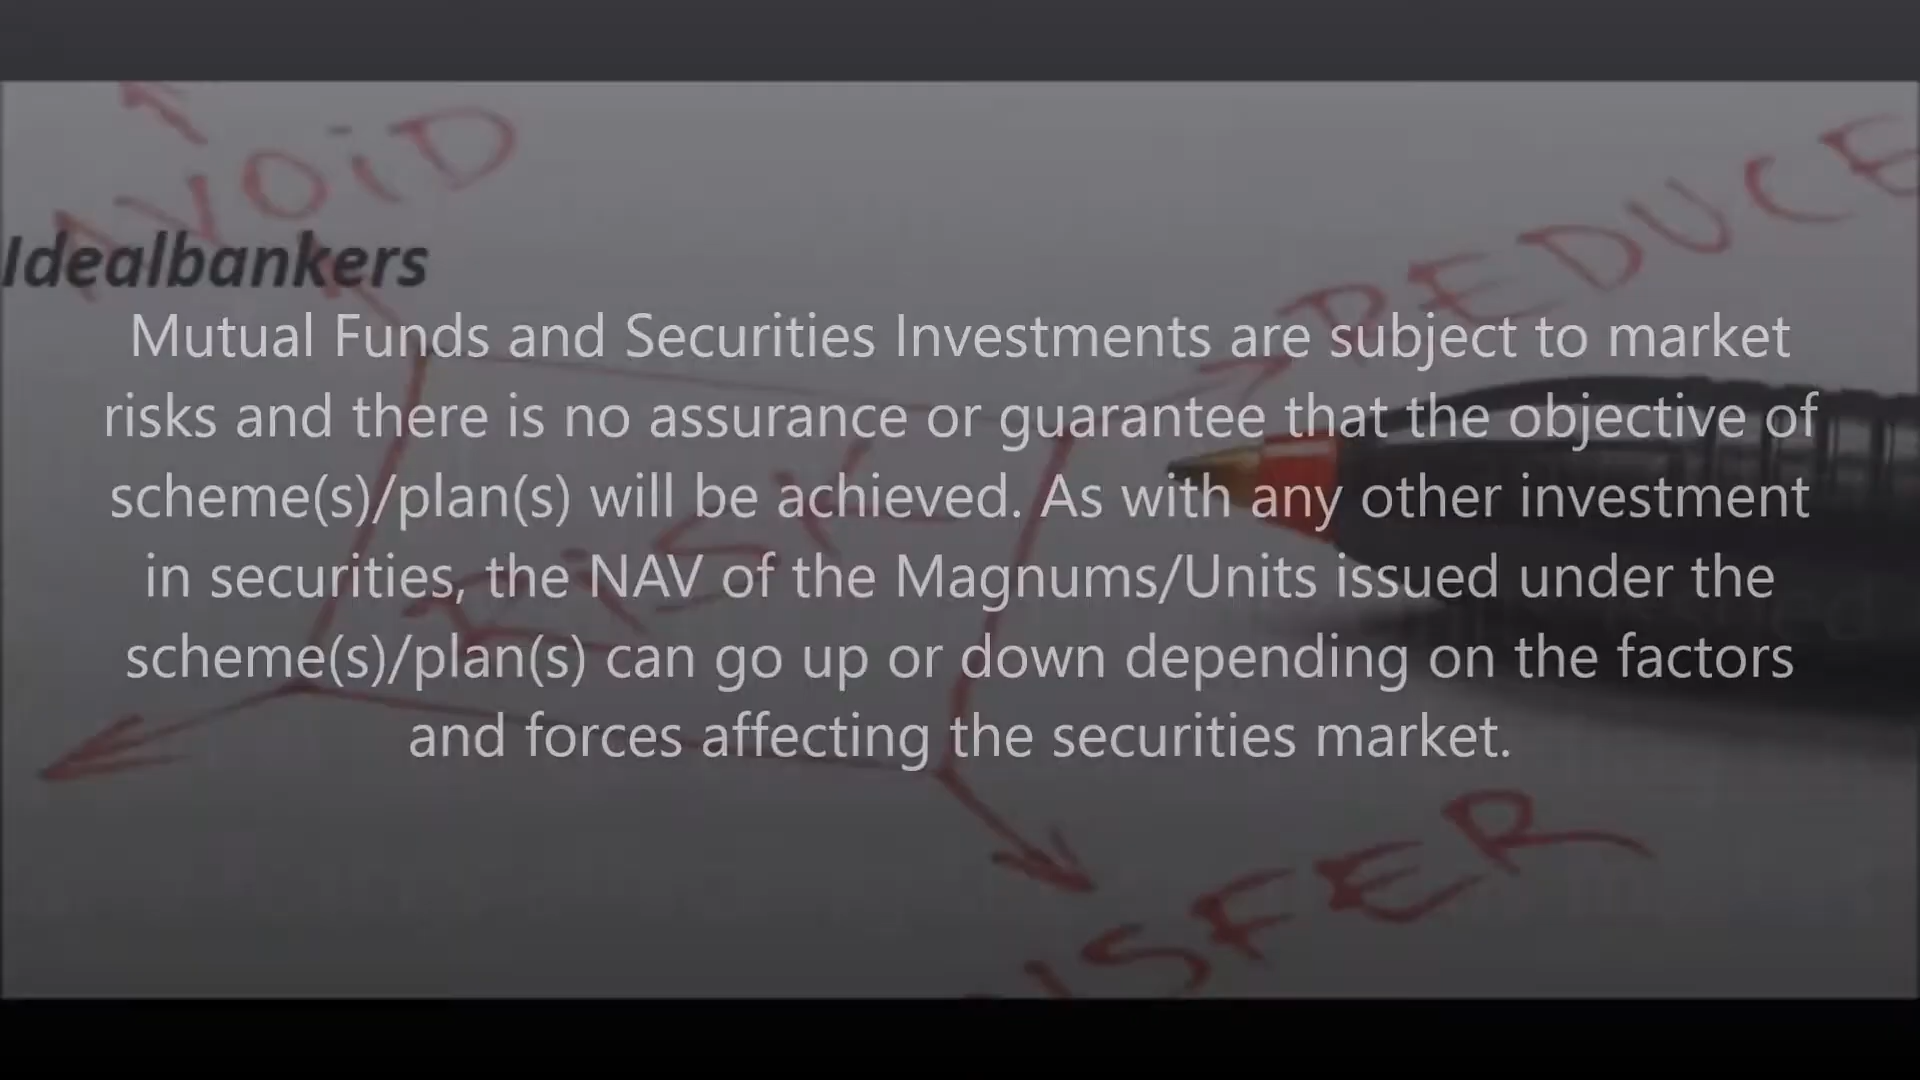 AVOID
REDUCE
Idealbankers
Mutual Funds and Securities Investments are subject to market
risks and there is no assurance or guarantee that the objective of
scheme(s)/plan(s) will be achieved. As with any other investment
RISK
in securities, the NAV of the Magnums/Units issued under the
scheme(s)/plan(s) can go up or down depending on the factors
and forces affecting the securities market.
NSFER